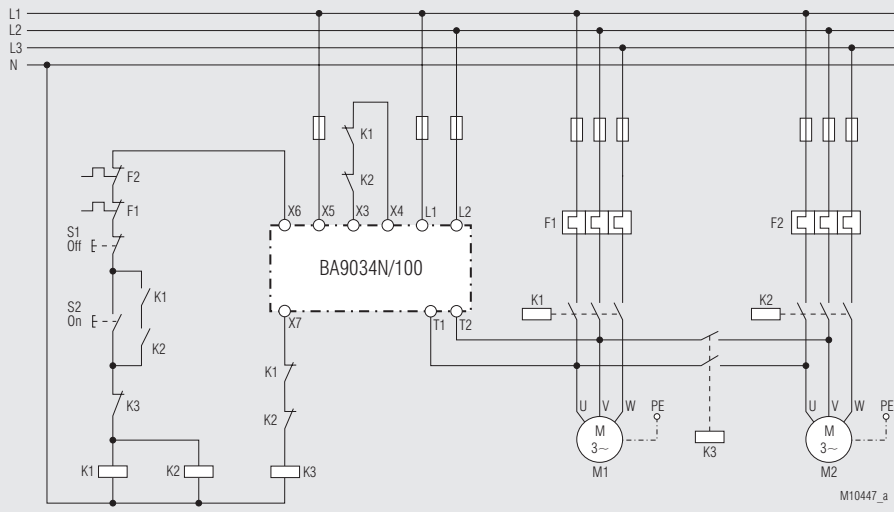 L1
L2
L3
N
K1
K2
F2
F1
S1
Off
S2
On
K1
K2
K3
K1
K2
X6
X5
X3
X4
L1
L2
BA9034N/100
X7
T1
T2
K1
K2
K3
F1
F2
K1
K2
U
V
W
PE
M
3~
M1
K3
U
V
W
PE
M
3~
M2
M10447_a